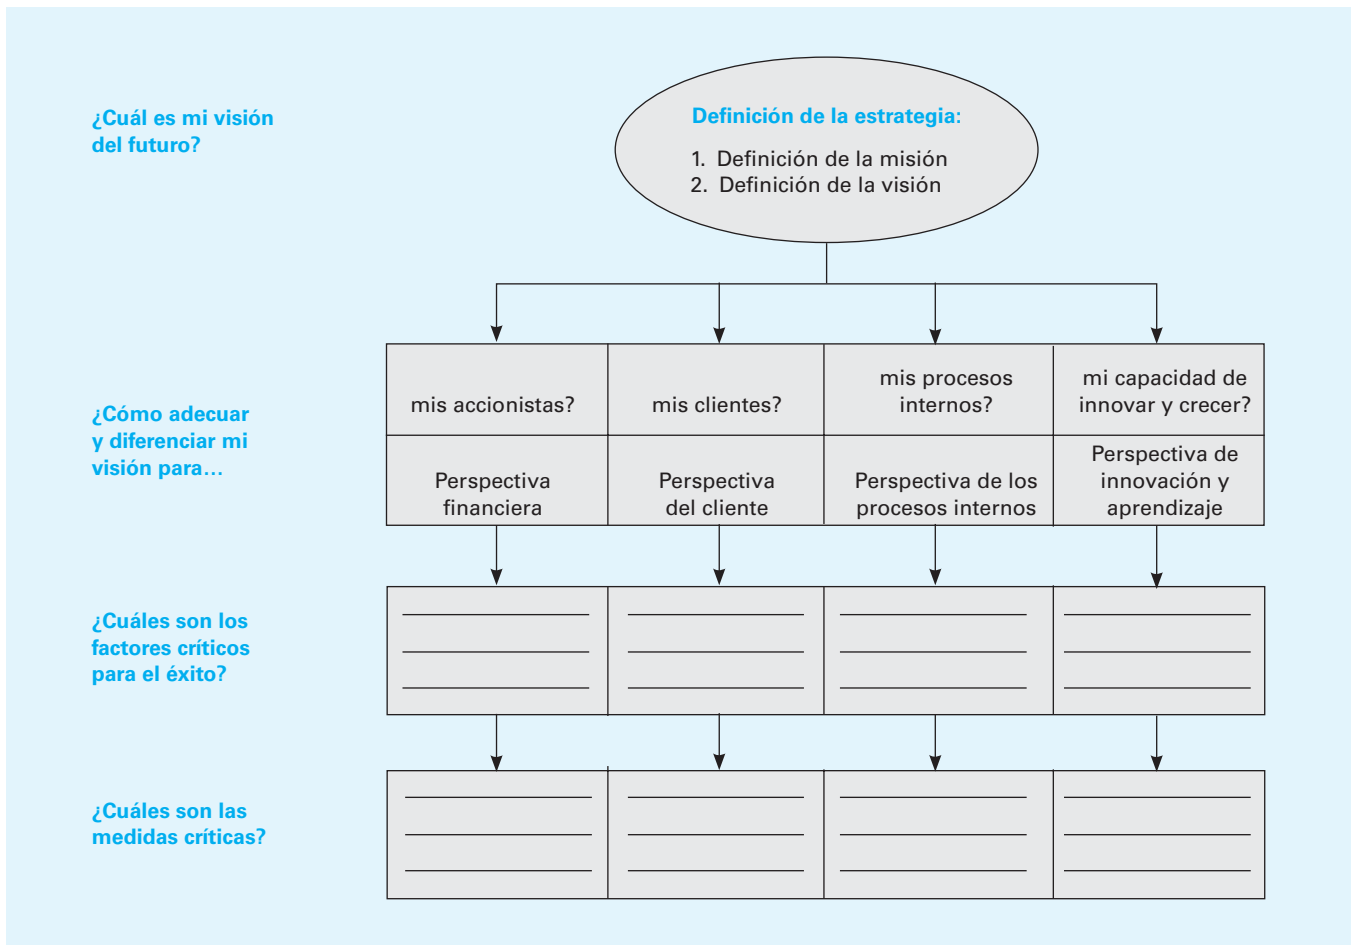 ¿Cuál es mi visión
del futuro?
Definición de la estrategia:
1. Definición de la misión
2. Definición de la visión
¿Cómo adecuar
y diferenciar mi
visión para...
mis accionistas?
mis clientes?
mis procesos
internos?
mi capacidad de
innovar y crecer?
Perspectiva
financiera
Perspectiva
del cliente
Perspectiva de los
procesos internos
Perspectiva de
innovación y
aprendizaje
¿Cuáles son los
factores críticos
para el éxito?
¿Cuáles son las
medidas críticas?